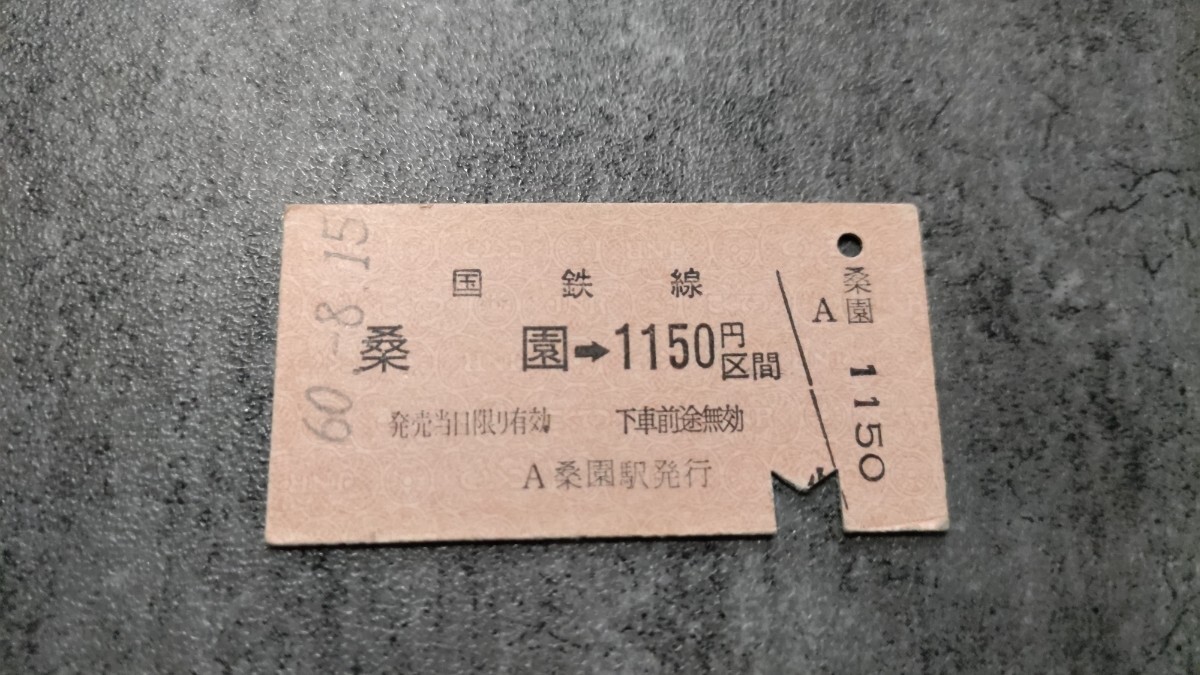 60-8.15
国鉄線
桑園➡1150円区間
発売当日限り有効 下車前途無効
A桑園駅発行
桑園
A
1150